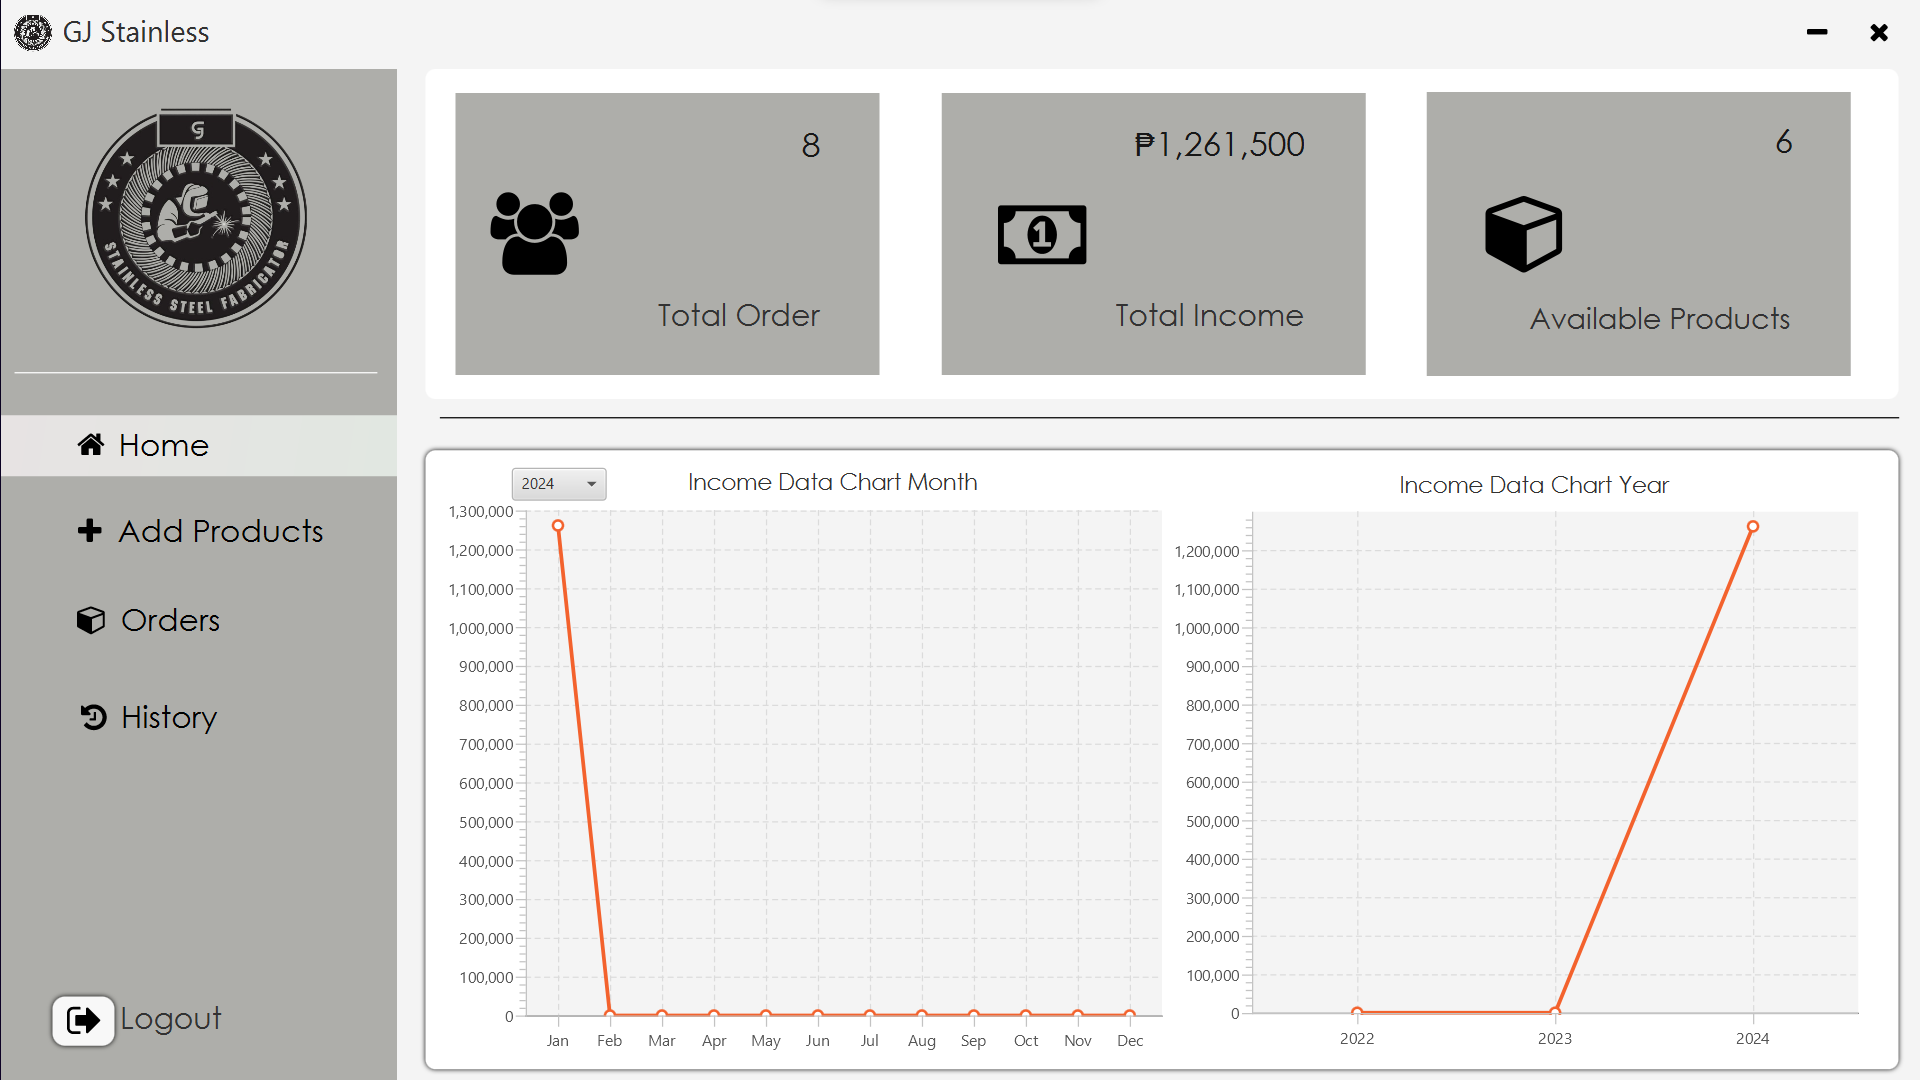 GJ Stainless
GJ
STAINLESS STEEL FABRICATOR
Home
Add Products
Orders
History
Logout
8
Total Order
₱1,261,500
1
Total Income
6
Available Products
2024
Income Data Chart Month
1,300,000
1,200,000
1,100,000
1,000,000
900,000
800,000
700,000
600,000
500,000
400,000
300,000
200,000
100,000
0
Jan Feb Mar Apr May Jun Jul Aug Sep Oct Nov Dec
Income Data Chart Year
1,200,000
1,100,000
1,000,000
900,000
800,000
700,000
600,000
500,000
400,000
300,000
200,000
100,000
0
2022 2023 2024